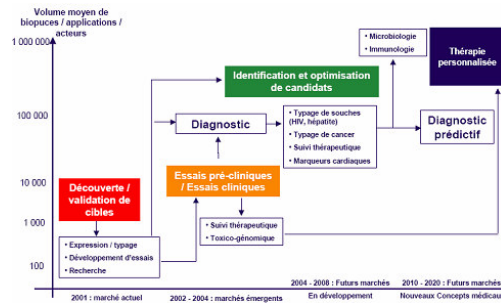 Volume moyen de
biopuces / applications /
acteurs
1 000 000
100 000
10 000
1 000
100
• Microbiologie
• Immunologie
Thérapie
personnalisée
Identification et optimisation
de candidats
Diagnostic
• Typage de souches
(HIV, hépatite)
• Typage de cancer
• Suivi thérapeutique
• Marqueurs cardiaques
Diagnostic
prédictif
Essais pré-cliniques
/ Essais cliniques
Découverte /
validation de
cibles
• Suivi thérapeutique
• Toxico-génomique
• Expression / typage
• Développement d'essai
• Recherche
2001 : marché actuel
2002 - 2004 : marchés émergents
2004 - 2008 : Futurs marchés
En développement
2010 - 2020 : Futurs marchés
Nouveaux Concepts médicaux